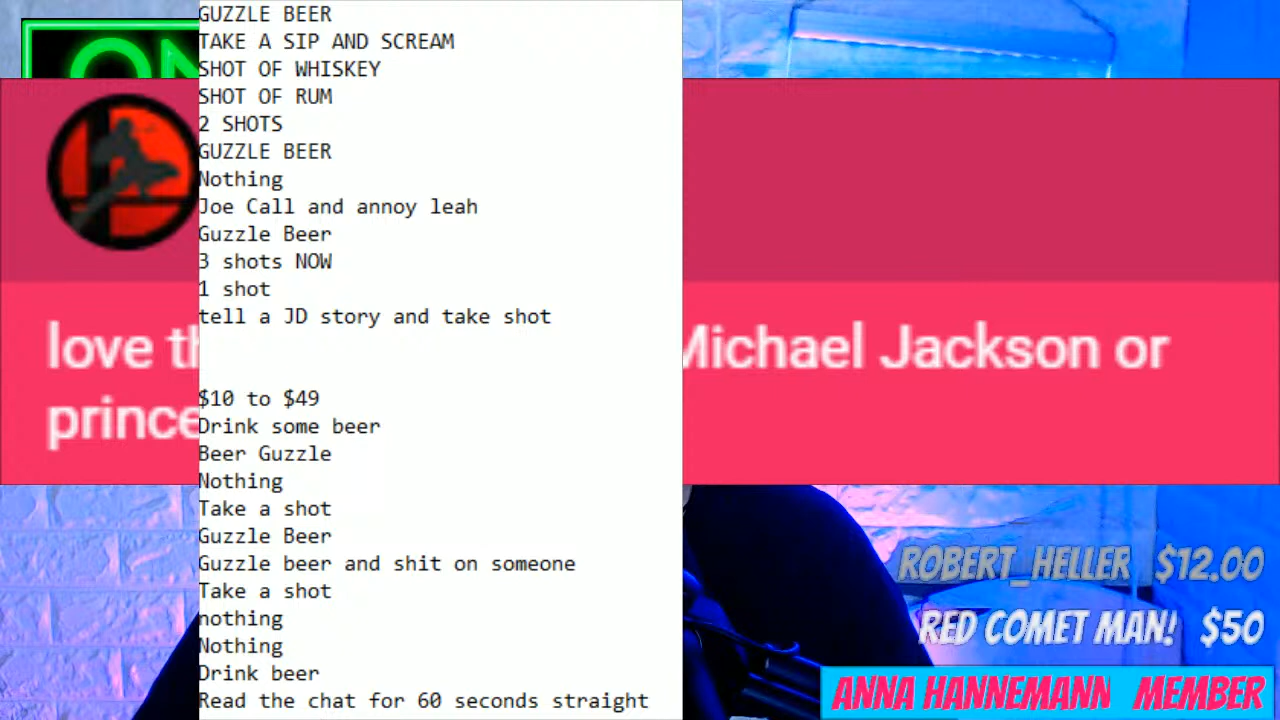 GUZZLE BEER
TAKE A SIP AND SCREAM
SHOT OF WHISKEY
SHOT OF RUM
2 SHOTS
GUZZLE BEER
Nothing
Joe Call and annoy leah
Guzzle Beer
3 shots NOW
1 shot
tell a JD story and take shot
love Michael Jackson or
prince
$10 to $49
Drink some beer
Beer Guzzle
Nothing
Take a shot
Guzzle Beer
Guzzle beer and shit on someone
Take a shot
nothing
Nothing
Drink beer
Read the chat for 60 seconds straight
ROBERT_HELLER $12.00
RED COMET MAN! $50
ANNA HANNEMANN MEMBER